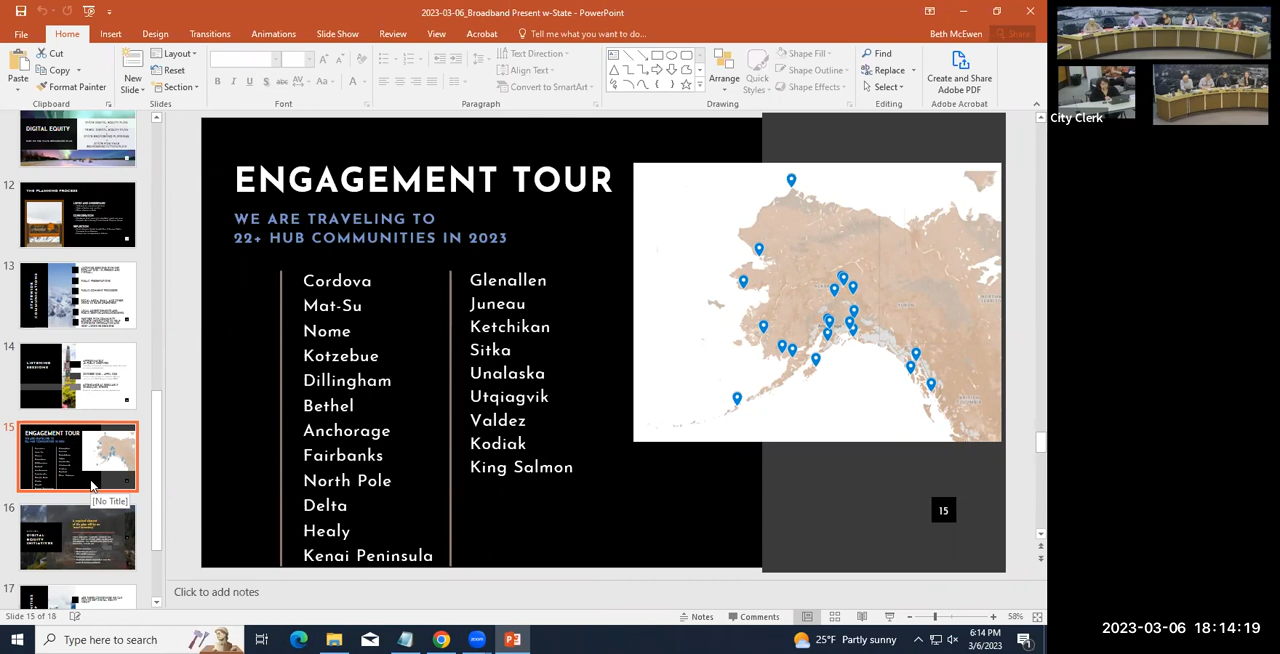 2023-03-06_Broadband Present w-State - PowerPoint
File
Home
Insert
Design
Transitions
Animations
Slide Show
Review
View
Acrobat
Tell me what you want to do...
Beth McEwen
Share
Paste
Cut
Copy
Format Painter
Clipboard
New Slide
Layout
Reset
Section
Slides
Font
Text Direction
Align Text
Convert to SmartArt
Paragraph
Arrange
Quick Styles
Shape Fill
Shape Outline
Shape Effects
Drawing
Find
Replace
Select
Editing
Create and Share Adobe PDF
Adobe Acrobat
City Clerk
DIGITAL EQUITY
12
THE PLANNING PROCESS
13
14
LISTENING SESSIONS
15
ENGAGEMENT TOUR
[No Title]
16
DIGITAL EQUITY INITIATIVES
17
ENGAGEMENT TOUR
WE ARE TRAVELING TO
22+ HUB COMMUNITIES IN 2023
Cordova
Mat-Su
Nome
Kotzebue
Dillingham
Bethel
Anchorage
Fairbanks
North Pole
Delta
Healy
Kenai Peninsula
Glenallen
Juneau
Ketchikan
Sitka
Unalaska
Utqiagvik
Valdez
Kodiak
King Salmon
15
Click to add notes
Slide 15 of 18
Notes
Comments
58%
Type here to search
zoom
25°F Partly sunny
6:14 PM
3/6/2023
2023-03-06 18:14:19